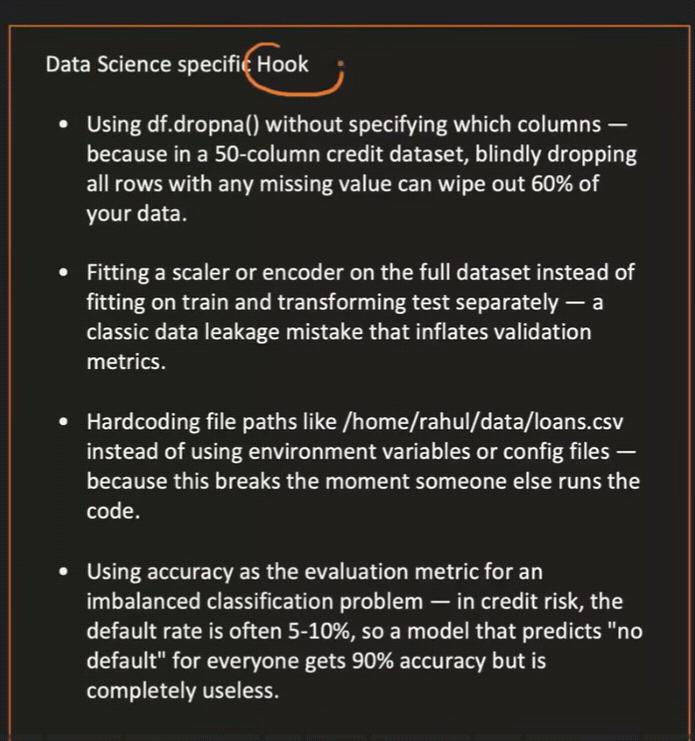 Data Science specific Hook
• Using df.dropna() without specifying which columns —
because in a 50-column credit dataset, blindly dropping
all rows with any missing value can wipe out 60% of
your data.
• Fitting a scaler or encoder on the full dataset instead of
fitting on train and transforming test separately — a
classic data leakage mistake that inflates validation
metrics.
• Hardcoding file paths like /home/rahul/data/loans.csv
instead of using environment variables or config files —
because this breaks the moment someone else runs the
code.
• Using accuracy as the evaluation metric for an
imbalanced classification problem — in credit risk, the
default rate is often 5-10%, so a model that predicts "no
default" for everyone gets 90% accuracy but is
completely useless.